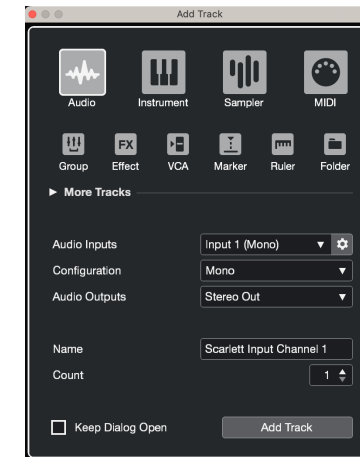 Add Track
Audio Instrument Sampler MIDI
FX
Group Effect VCA Marker Ruler Folder
More Tracks
Audio Inputs Input 1 (Mono)
Configuration Mono
Audio Outputs Stereo Out
Name Scarlett Input Channel 1
Count 1
Keep Dialog Open Add Track